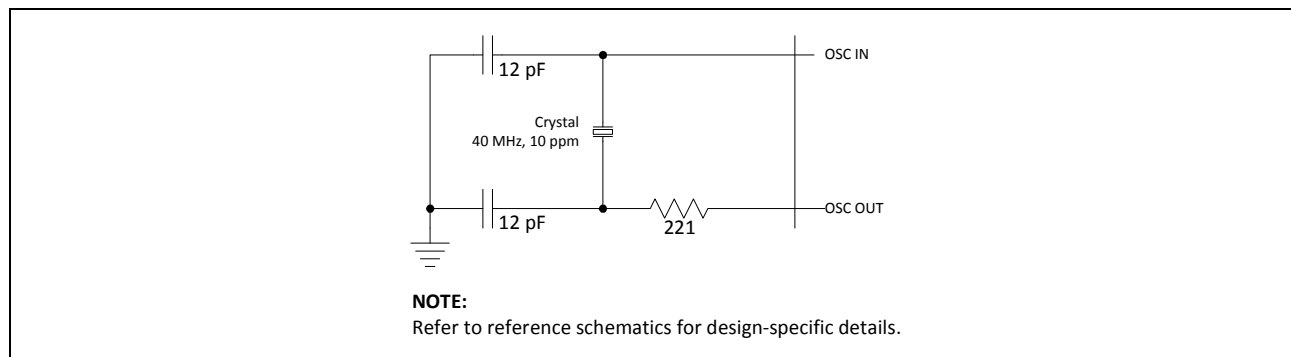 12 pF
OSC IN
Crystal
40 MHz, 10 ppm
12 pF
221
OSC OUT
NOTE:
Refer to reference schematics for design-specific details.